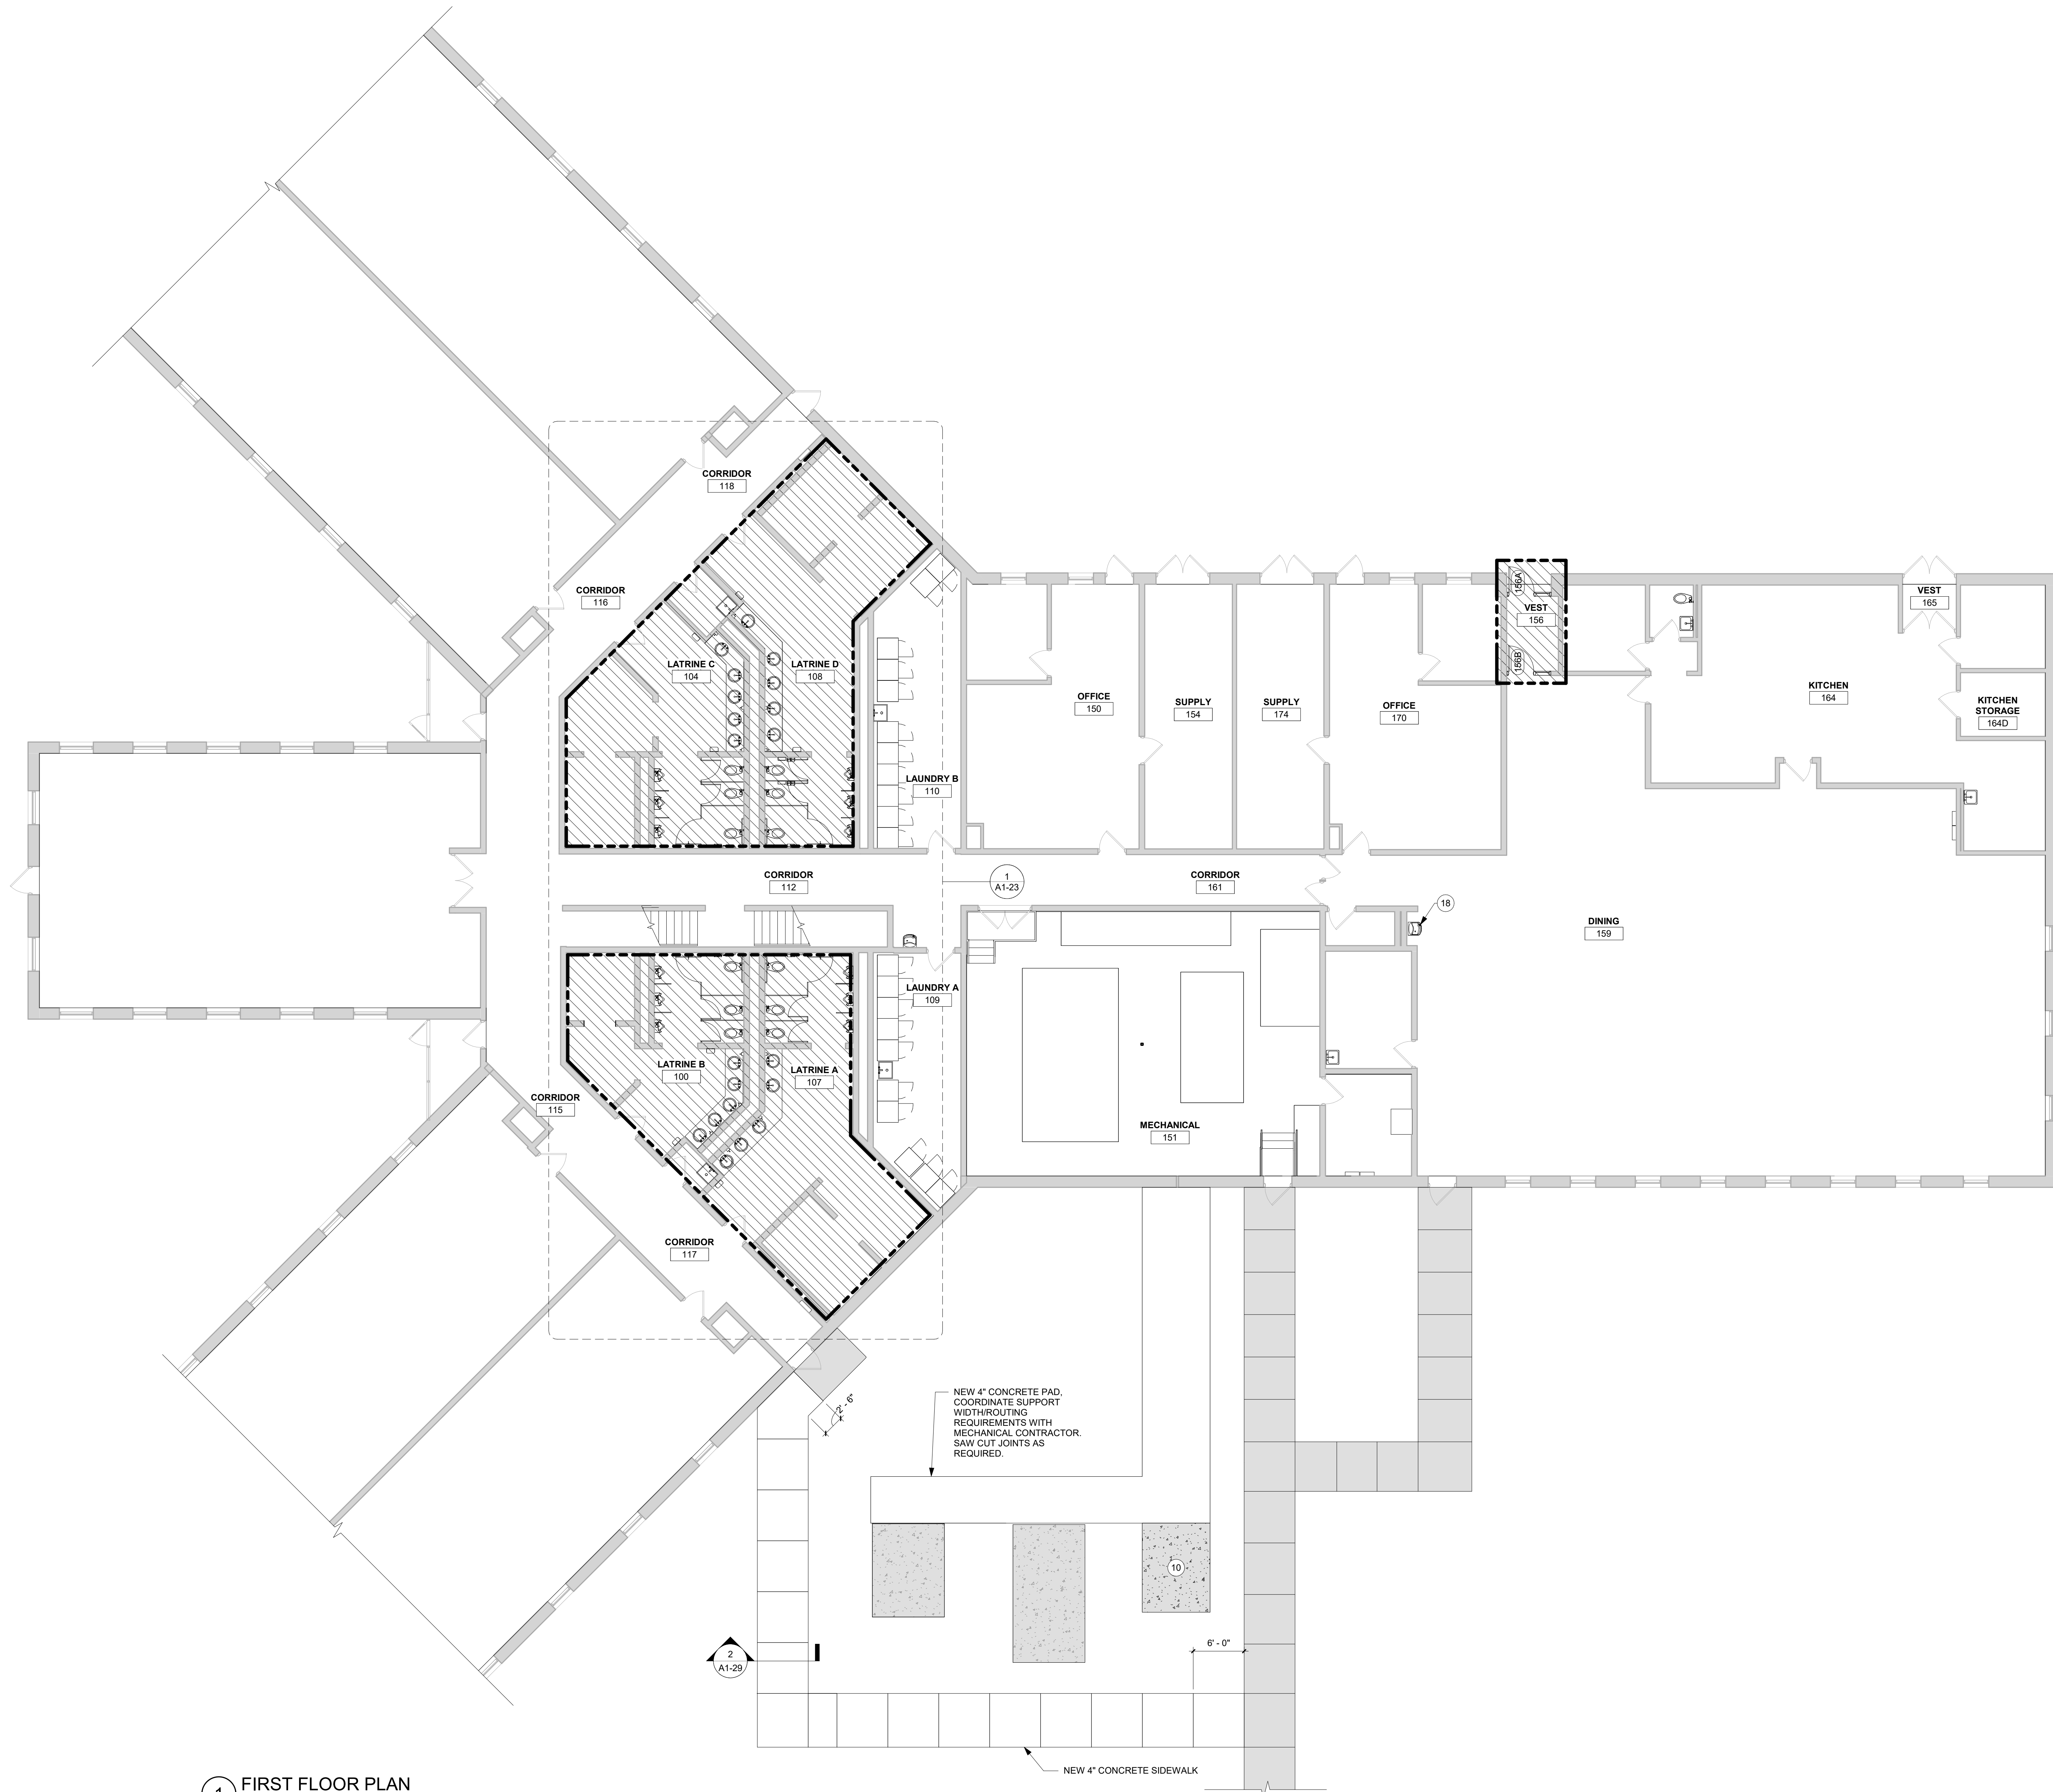 CORRIDOR
118
CORRIDOR
116
LATRINE C
104
LATRINE D
108
156A
VEST
156
156B
VEST
165
OFFICE
150
SUPPLY
154
SUPPLY
174
OFFICE
170
KITCHEN
164
KITCHEN
STORAGE
164D
LAUNDRY B
110
CORRIDOR
112
1
A1-23
CORRIDOR
161
18
DINING
159
LAUNDRY A
109
LATRINE B
100
LATRINE A
107
CORRIDOR
115
MECHANICAL
151
CORRIDOR
117
2' - 6"
NEW 4" CONCRETE PAD,
COORDINATE SUPPORT
WIDTH/ROUTING
REQUIREMENTS WITH
MECHANICAL CONTRACTOR.
SAW CUT JOINTS AS
REQUIRED.
10
6' - 0"
2
A1-29
NEW 4" CONCRETE SIDEWALK
1
FIRST FLOOR PLAN